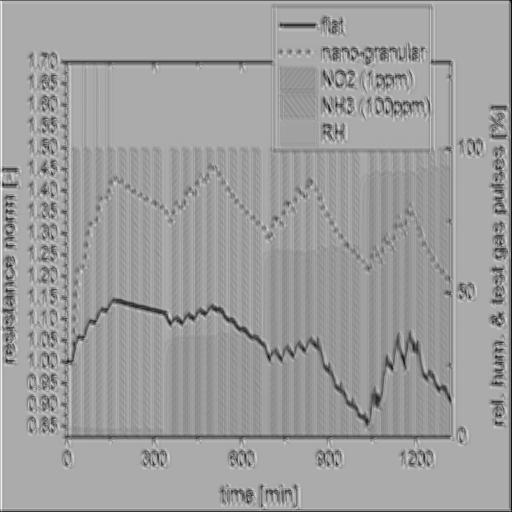 flat
nano-granular
NO2 (1ppm)
NH3 (100ppm)
RH
1.70
1.65
1.60
1.55
1.50
1.45
1.40
1.35
1.30
1.25
1.20
1.15
1.10
1.05
1.00
0.95
0.90
0.85
resistance norm [-]
100
50
0
rel. hum. & test gas pulses [%]
0 300 600 900 1200
time [min]